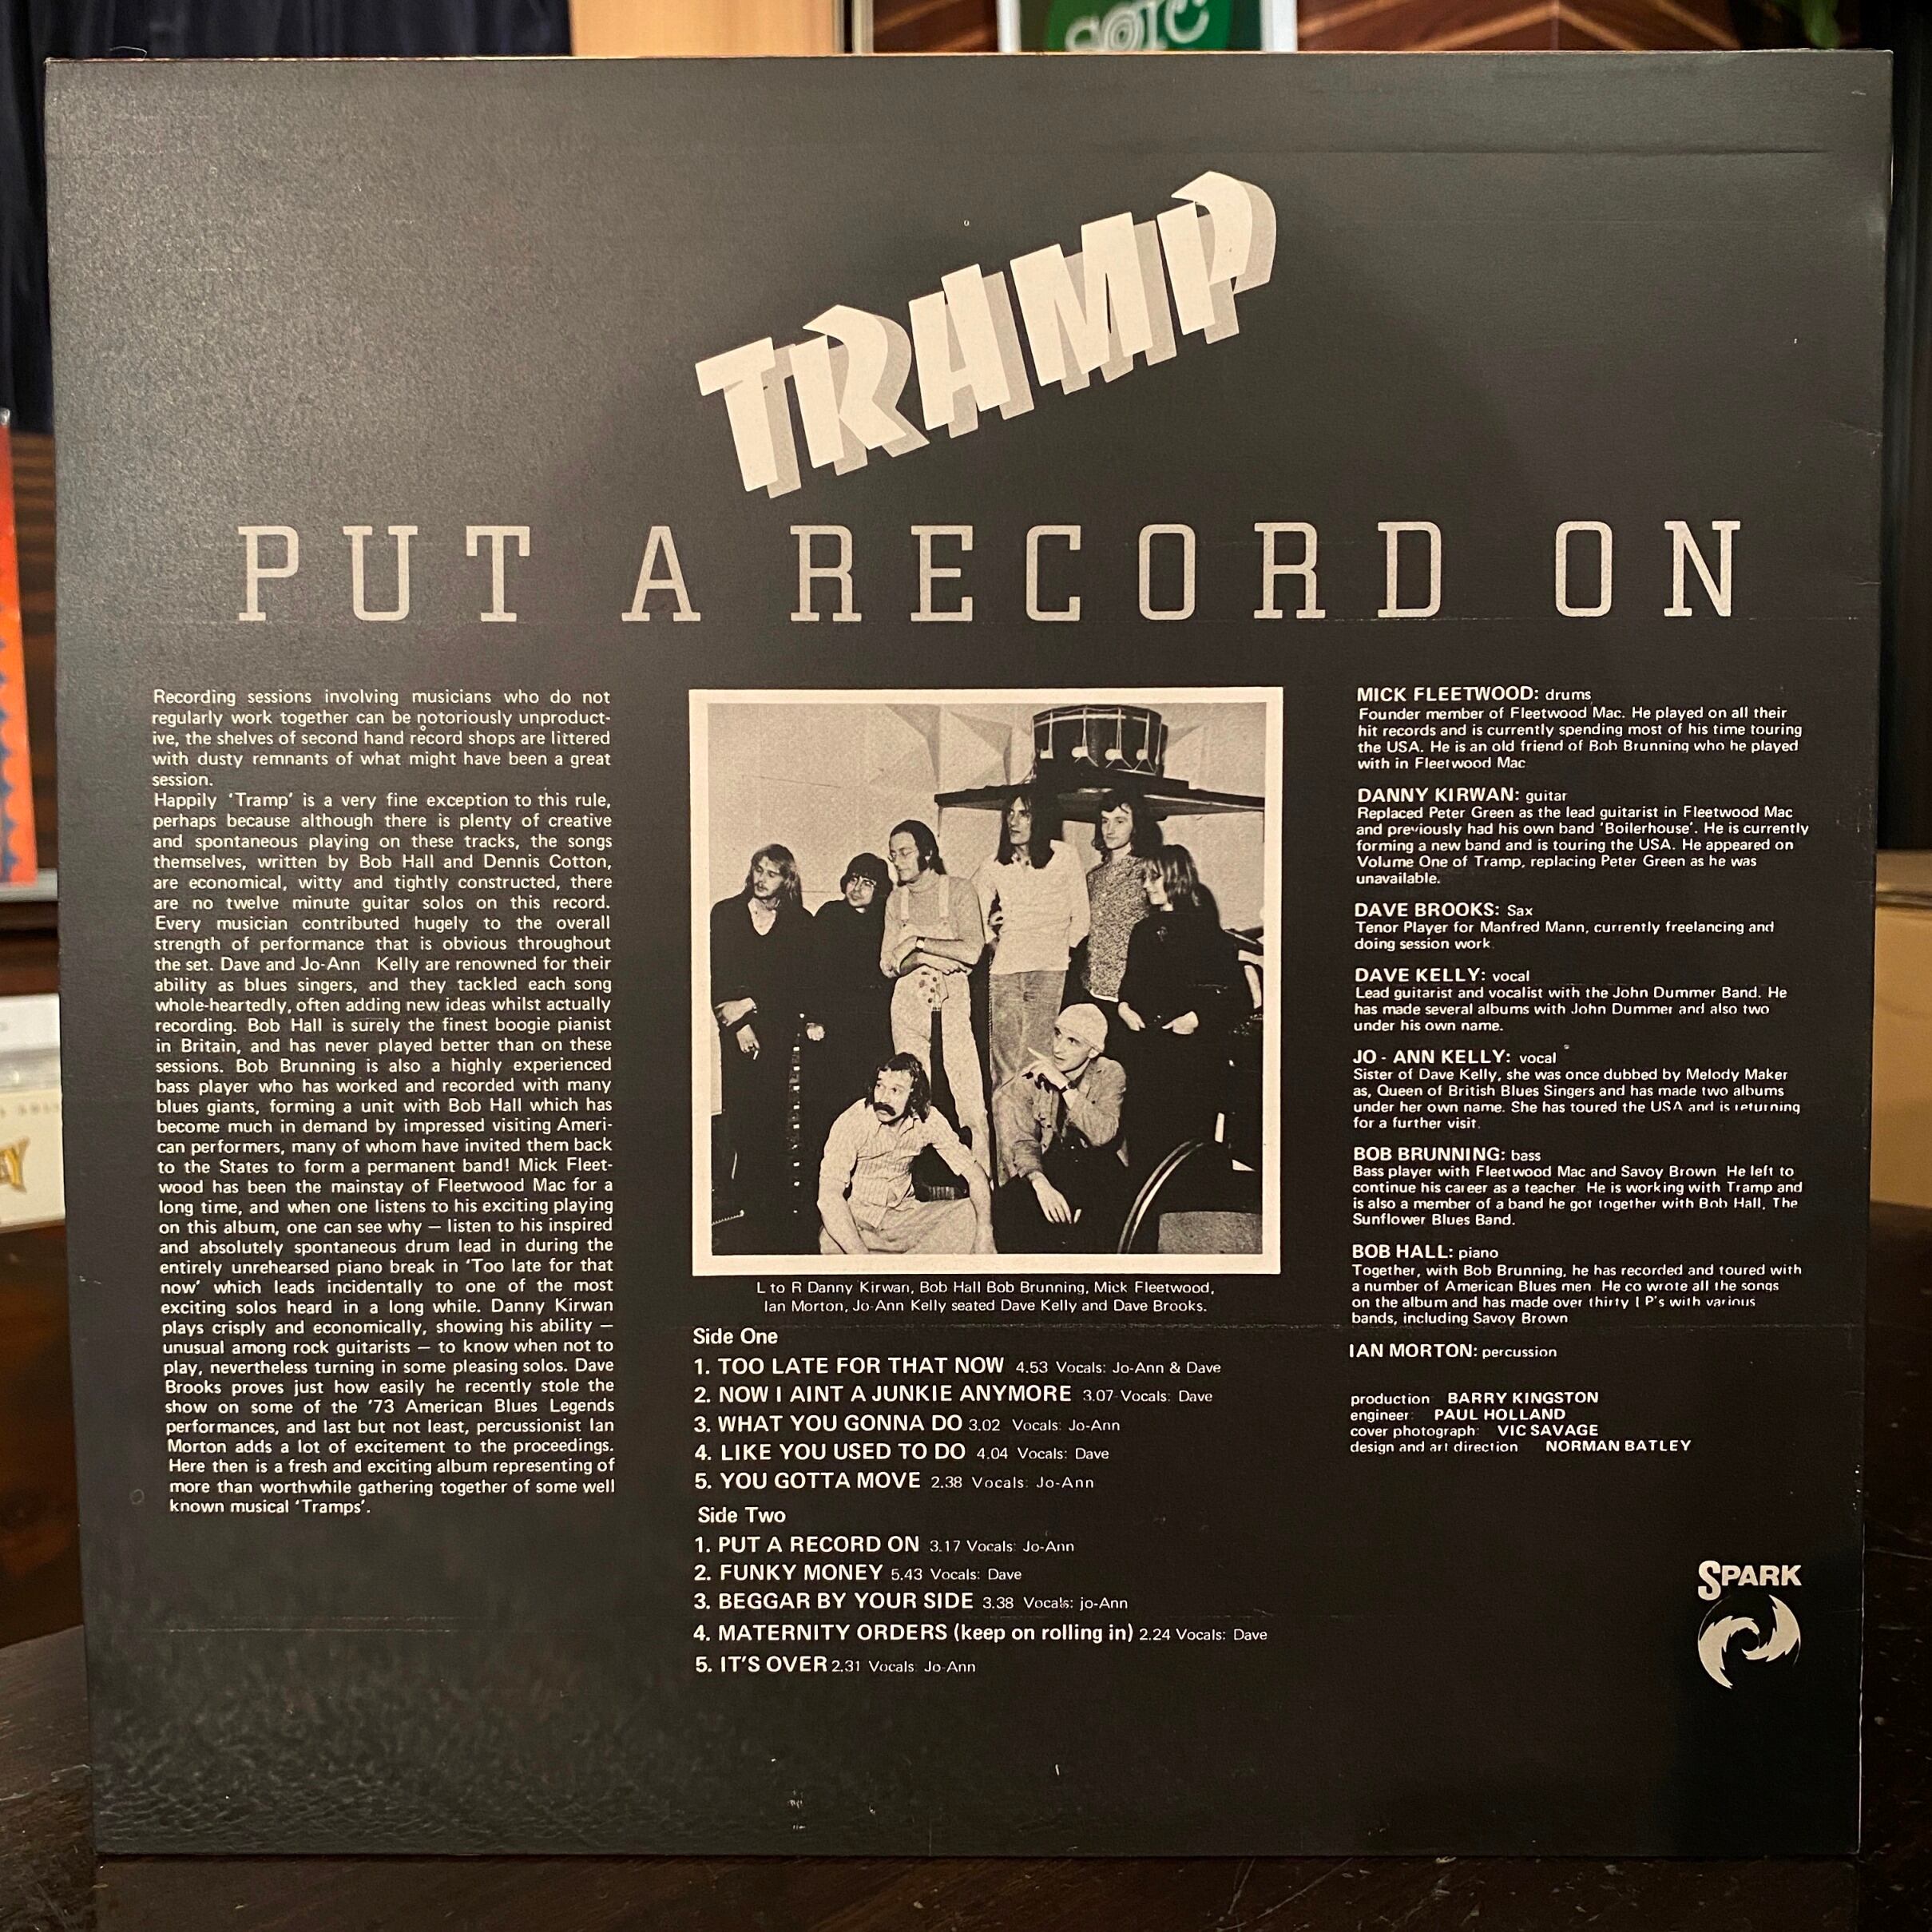 TRAMP
PUT A RECORD ON
Recording sessions involving musicians who do not
regularly work together can be notoriously unproduct-
ive, the shelves of second hand record shops are littered
with dusty remnants of what might have been a great
session.
Happily ‘Tramp’ is a very fine exception to this rule,
perhaps because although there is plenty of creative
and spontaneous playing on these tracks, the songs
themselves, written by Bob Hall and Dennis Cotton,
are economical, witty and tightly constructed, there
are no twelve minute guitar solos on this record.
Every musician contributed hugely to the overall
strength of performance that is obvious throughout
the set. Dave and Jo-Ann Kelly are renowned for their
ability as blues singers, and they tackled each song
whole-heartedly, often adding new ideas whilst actually
recording. Bob Hall is surely the finest boogie pianist
in Britain, and has never played better than on these
sessions. Bob Brunning is also a highly experienced
bass player who has worked and recorded with many
blues giants, forming a unit with Bob Hall which has
become much in demand by impressed visiting Ameri-
can performers, many of whom have invited them back
to the States to form a permanent band! Mick Fleet-
wood has been the mainstay of Fleetwood Mac for a
long time, and when one listens to his exciting playing
on this album, one can see why — listen to his inspired
and absolutely spontaneous drum lead in during the
entirely unrehearsed piano break in ‘Too late for that
now’ which leads incidentally to one of the most
exciting solos heard in a long while. Danny Kirwan
plays crisply and economically, showing his ability —
unusual among rock guitarists — to know when not to
play, nevertheless turning in some pleasing solos. Dave
Brooks proves just how easily he recently stole the
show on some of the ’73 American Blues Legends
performances, and last but not least, percussionist Ian
Morton adds a lot of excitement to the proceedings.
Here then is a fresh and exciting album representing of
more than worthwhile gathering together of some well
known musical ‘Tramps’.
L to R Danny Kirwan, Bob Hall Bob Brunning, Mick Fleetwood,
Ian Morton, Jo-Ann Kelly seated Dave Kelly and Dave Brooks.
Side One
1. TOO LATE FOR THAT NOW 4.53 Vocals: Jo-Ann & Dave
2. NOW I AINT A JUNKIE ANYMORE 3.07 Vocals: Dave
3. WHAT YOU GONNA DO 3.02 Vocals: Jo-Ann
4. LIKE YOU USED TO DO 4.04 Vocals: Dave
5. YOU GOTTA MOVE 2.38 Vocals: Jo-Ann
Side Two
1. PUT A RECORD ON 3.17 Vocals: Jo-Ann
2. FUNKY MONEY 5.43 Vocals: Dave
3. BEGGAR BY YOUR SIDE 3.38 Vocals: jo-Ann
4. MATERNITY ORDERS (keep on rolling in) 2.24 Vocals: Dave
5. IT'S OVER 2.31 Vocals: Jo-Ann
MICK FLEETWOOD: drums
Founder member of Fleetwood Mac. He played on all their
hit records and is currently spending most of his time touring
the USA. He is an old friend of Bob Brunning who he played
with in Fleetwood Mac
DANNY KIRWAN: guitar
Replaced Peter Green as the lead guitarist in Fleetwood Mac
and previously had his own band ‘Boilerhouse’. He is currently
forming a new band and is touring the USA. He appeared on
Volume One of Tramp, replacing Peter Green as he was
unavailable.
DAVE BROOKS: Sax
Tenor Player for Manfred Mann, currently freelancing and
doing session work
DAVE KELLY: vocal
Lead guitarist and vocalist with the John Dummer Band. He
has made several albums with John Dummer and also two
under his own name.
JO - ANN KELLY: vocal
Sister of Dave Kelly, she was once dubbed by Melody Maker
as, Queen of British Blues Singers and has made two albums
under her own name. She has toured the USA and is returning
for a further visit.
BOB BRUNNING: bass
Bass player with Fleetwood Mac and Savoy Brown He left to
continue his career as a teacher He is working with Tramp and
is also a member of a band he got together with Bob Hall, The
Sunflower Blues Band.
BOB HALL: piano
Together, with Bob Brunning, he has recorded and toured with
a number of American Blues men He co wrote all the songs
on the album and has made over thirty LP's with various
bands, including Savoy Brown
IAN MORTON: percussion
production BARRY KINGSTON
engineer: PAUL HOLLAND
cover photograph: VIC SAVAGE
design and art direction NORMAN BATLEY
SPARK